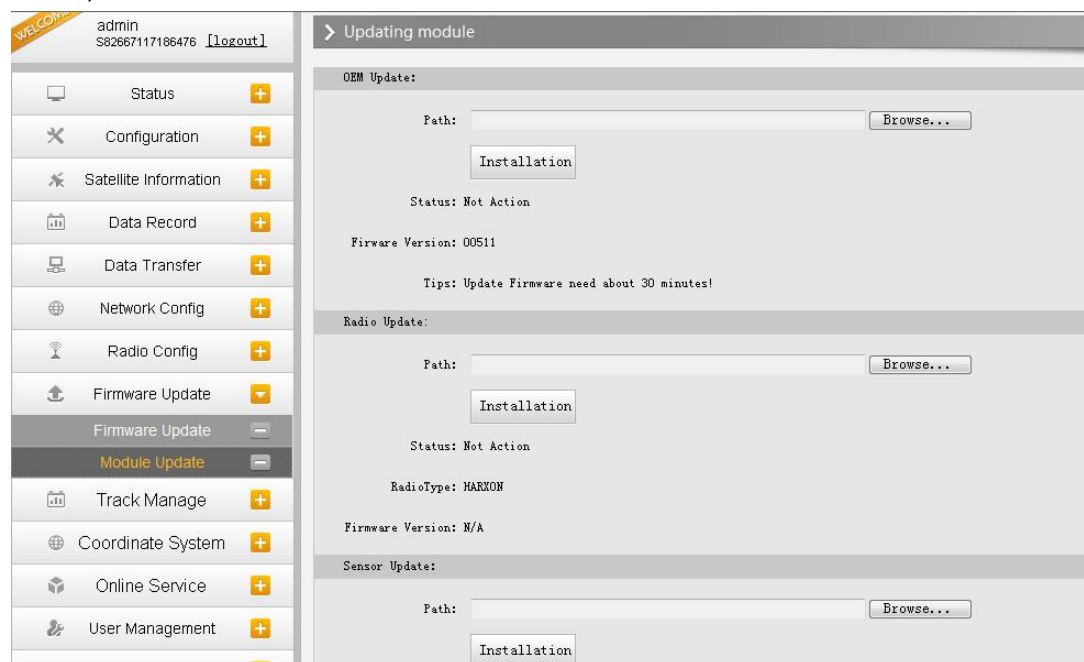 WELCOME
admin
S82667117186476 [logout]
Status
Configuration
Satellite Information
Data Record
Data Transfer
Network Config
Radio Config
Firmware Update
Firmware Update
Module Update
Track Manage
Coordinate System
Online Service
User Management
Updating module
OEM Update:
Path: Browse...
Installation
Status: Not Action
Firware Version: 00511
Tips: Update Firmware need about 30 minutes!
Radio Update:
Path: Browse...
Installation
Status: Not Action
RadioType: HARXON
Firmware Version: N/A
Sensor Update:
Path: Browse...
Installation